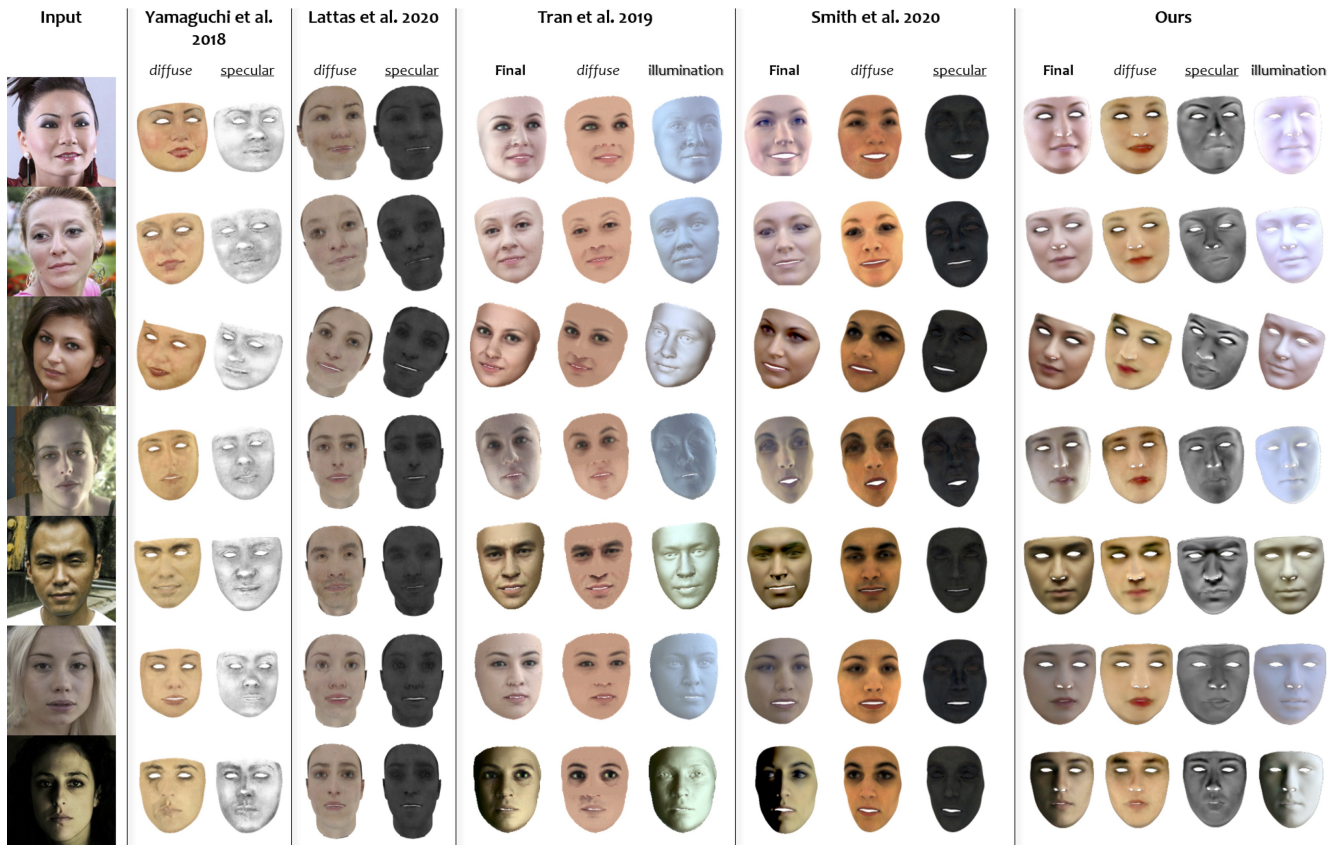 Input
Yamaguchi et al.
2018
Lattas et al. 2020
Tran et al. 2019
Smith et al. 2020
Ours
diffuse specular
diffuse specular
Final diffuse illumination
Final diffuse specular
Final diffuse specular illumination